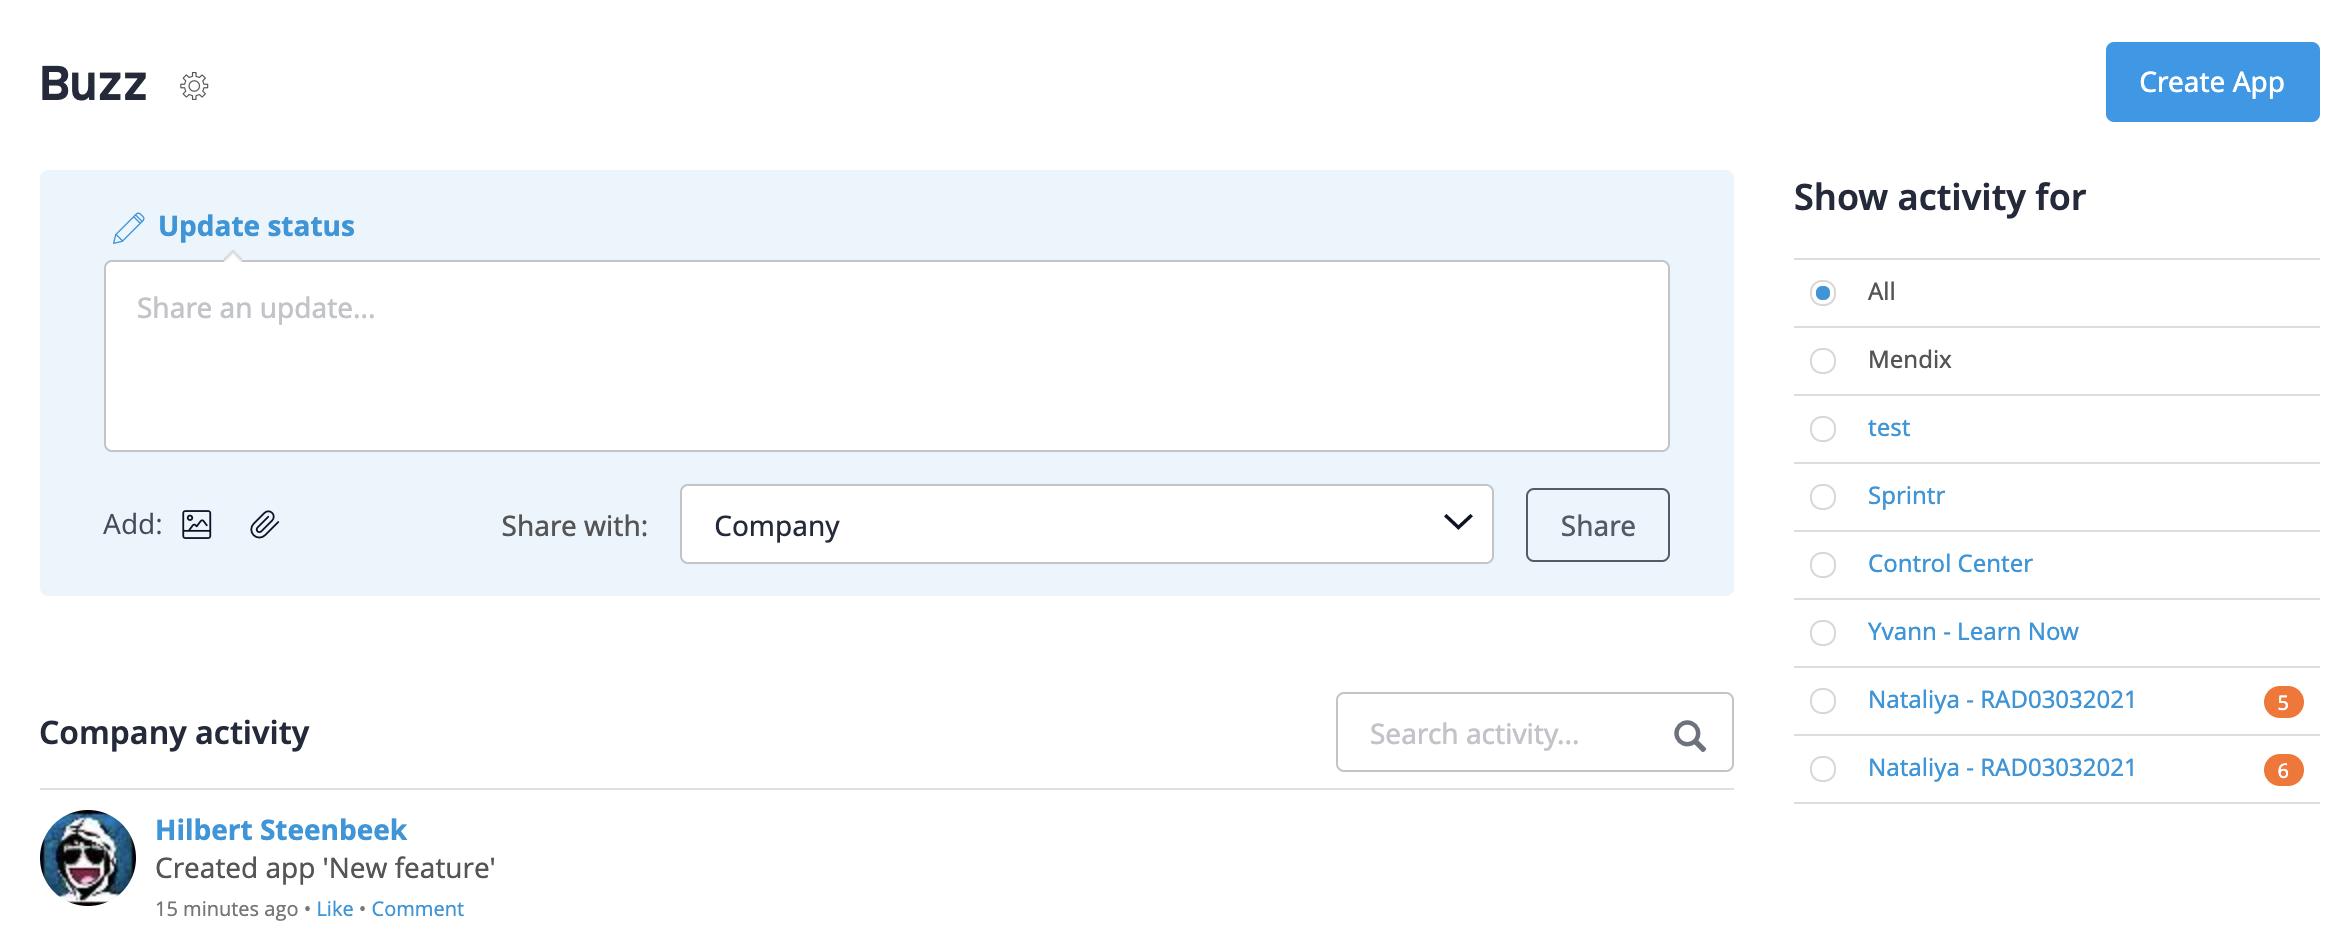 Buzz
Create App
Update status
Share an update...
Add:
Share with:
Company
Share
Show activity for
All
Mendix
test
Sprintr
Control Center
Yvann - Learn Now
Nataliya - RAD03032021 5
Nataliya - RAD03032021 6
Company activity
Search activity...
Hilbert Steenbeek
Created app 'New feature'
15 minutes ago • Like • Comment